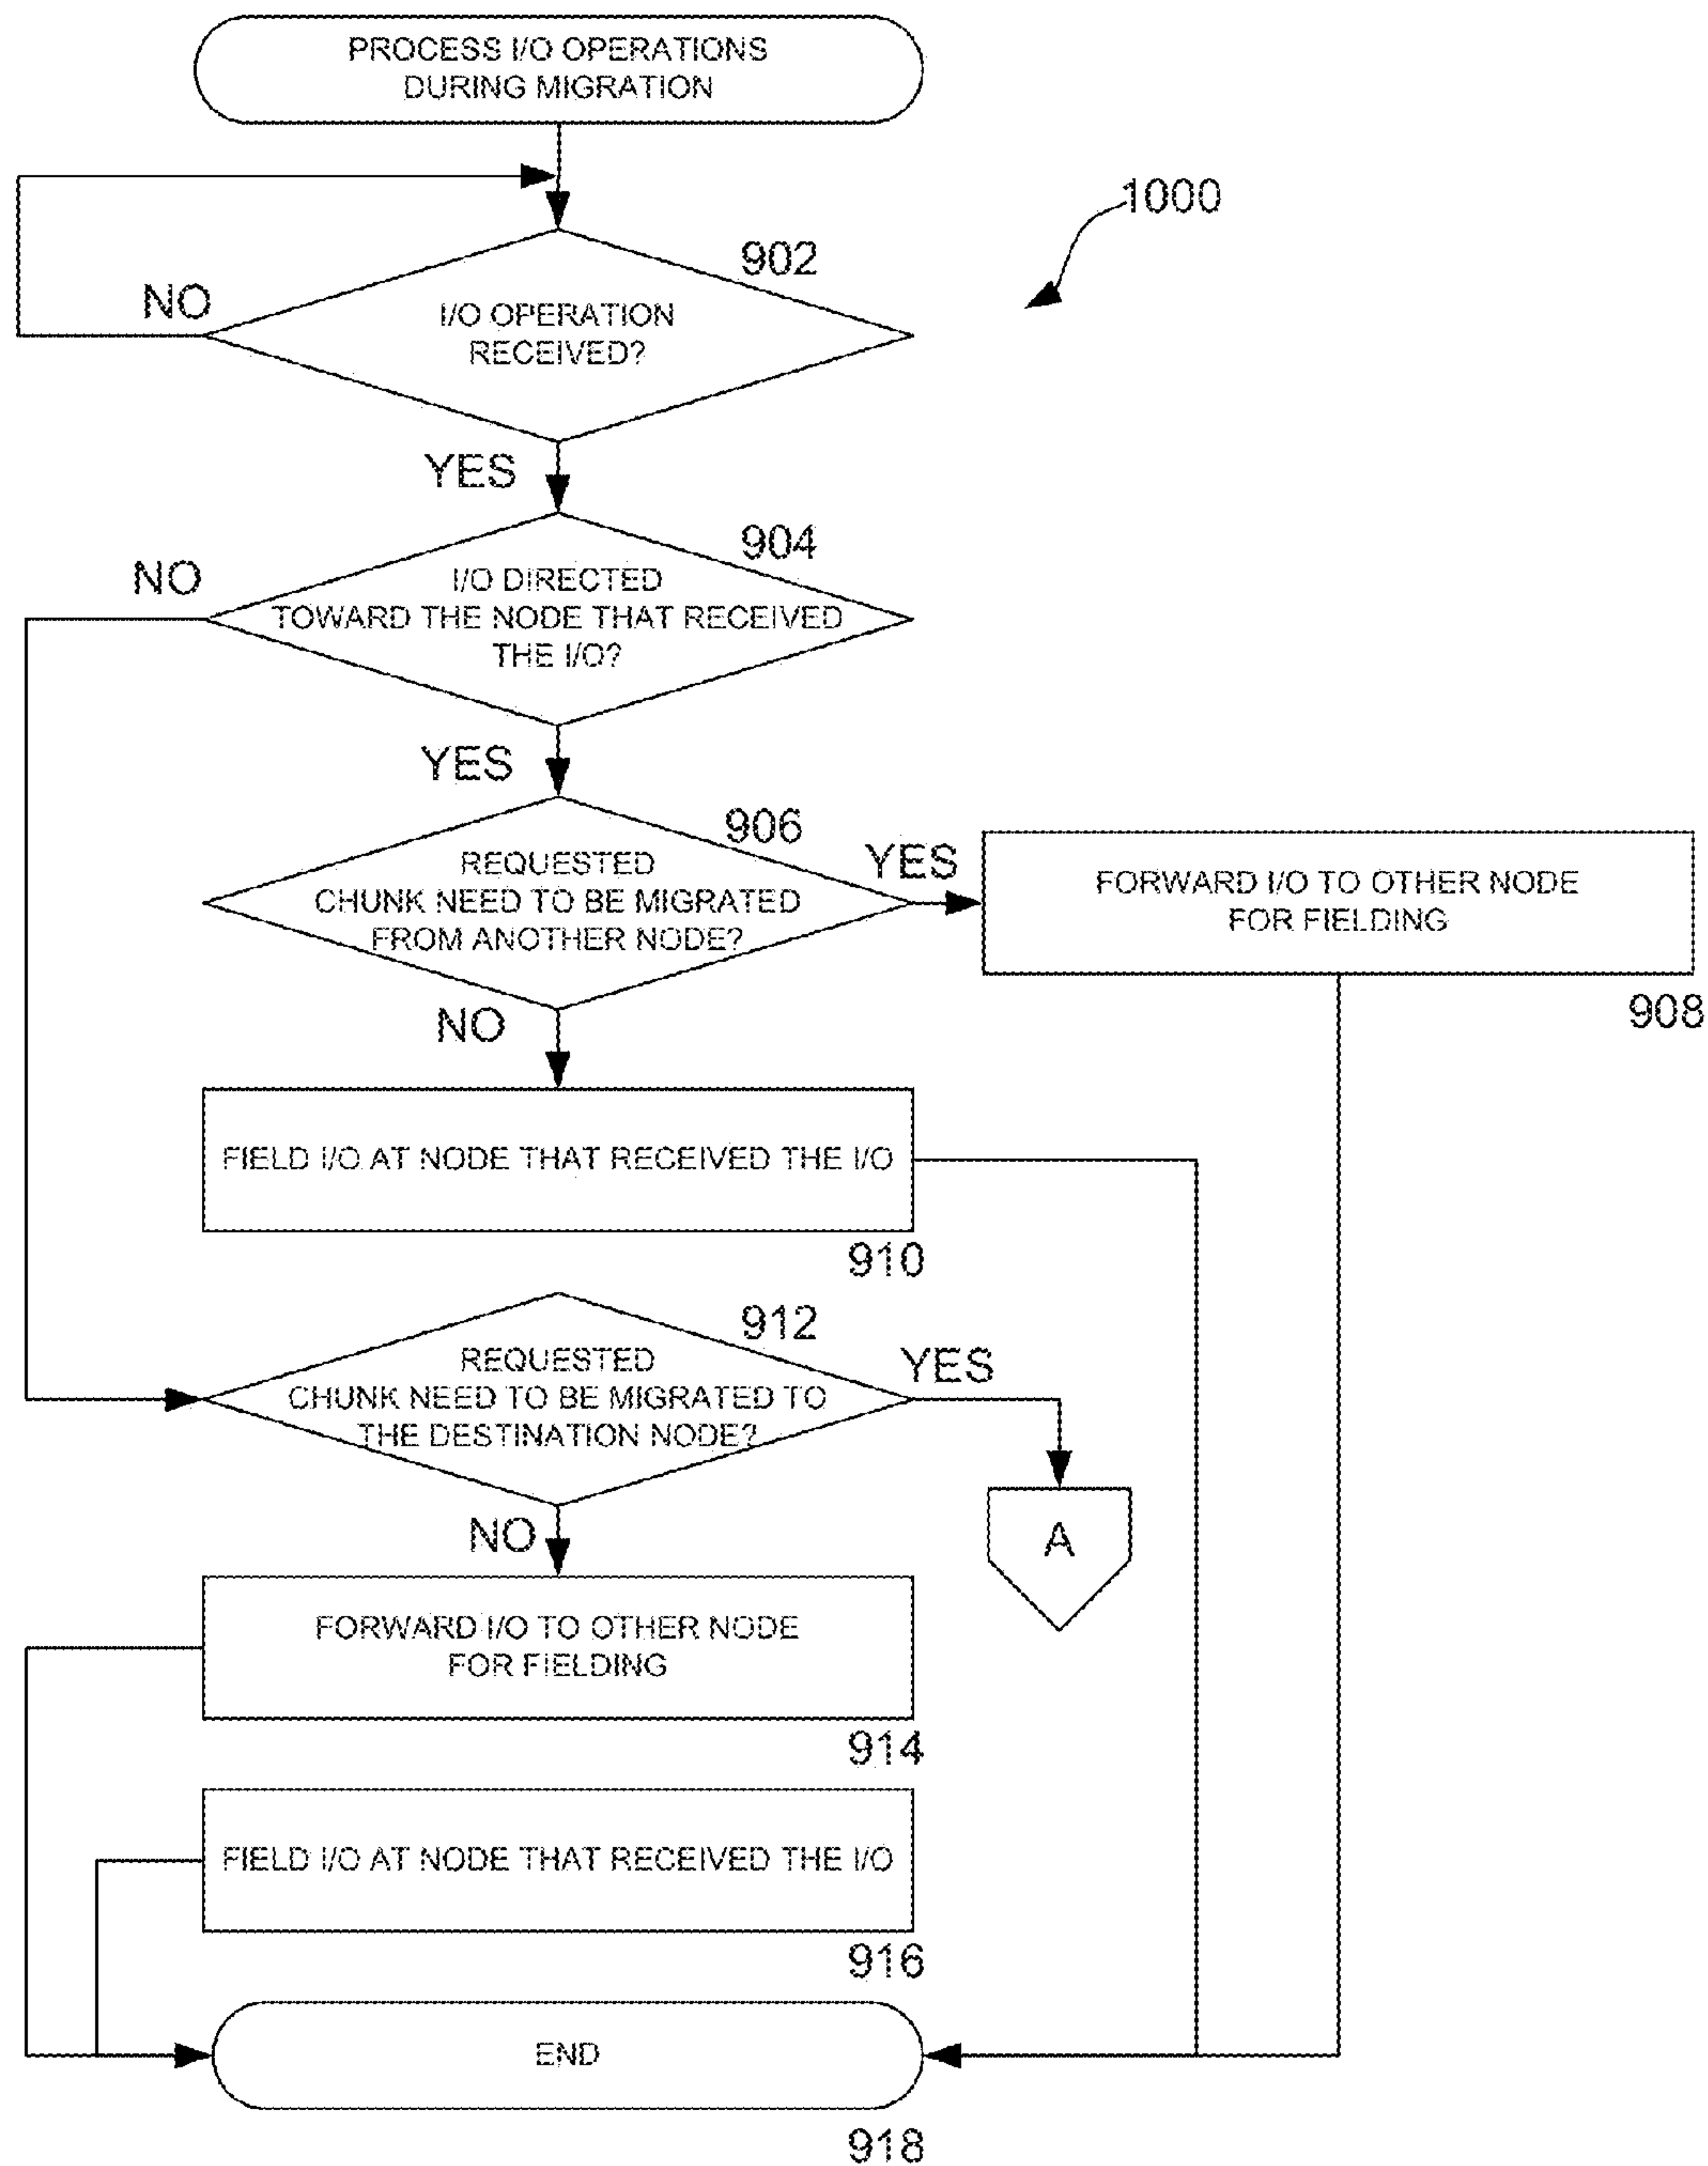 PROCESS I/O OPERATIONS
DURING MIGRATION
1000
902
NO
I/O OPERATION
RECEIVED?
YES
904
NO
I/O DIRECTED
TOWARD THE NODE THAT RECEIVED
THE I/O?
YES
906
YES
REQUESTED
CHUNK NEED TO BE MIGRATED
FROM ANOTHER NODE?
FORWARD I/O TO OTHER NODE
FOR FIELDING
908
NO
FIELD I/O AT NODE THAT RECEIVED THE I/O
910
912
YES
REQUESTED
CHUNK NEED TO BE MIGRATED TO
THE DESTINATION NODE?
A
NO
FORWARD I/O TO OTHER NODE
FOR FIELDING
914
FIELD I/O AT NODE THAT RECEIVED THE I/O
916
END
918